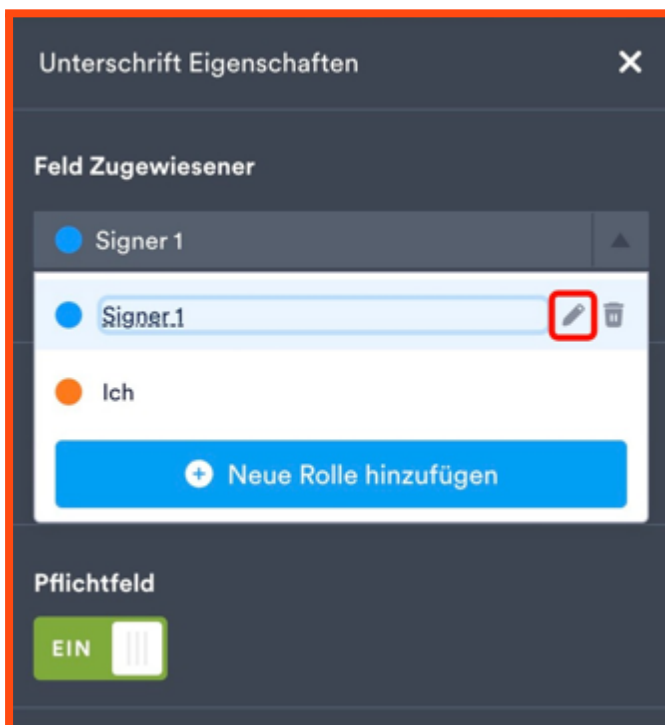 Unterschrift Eigenschaften
Feld Zugewiesener
Signer 1
Signer 1
Ich
Neue Rolle hinzufügen
Pflichtfeld
EIN